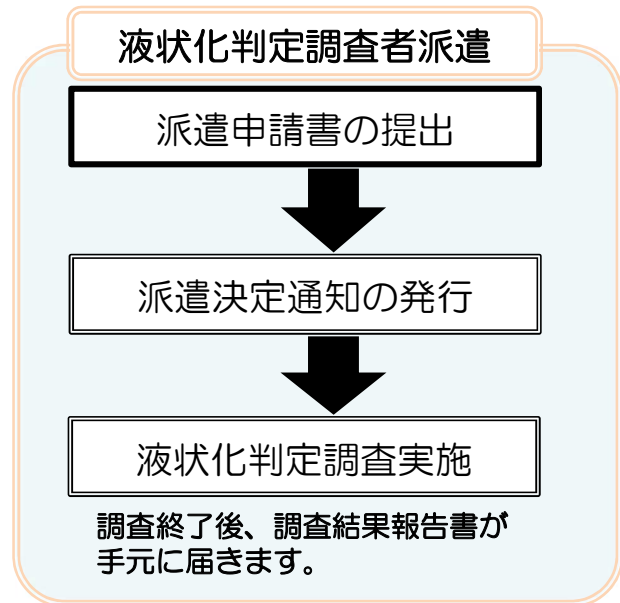 液状化判定調査者派遣
派遣申請書の提出
派遣決定通知の発行
液状化判定調査実施
調査終了後、調査結果報告書が
手元に届きます。